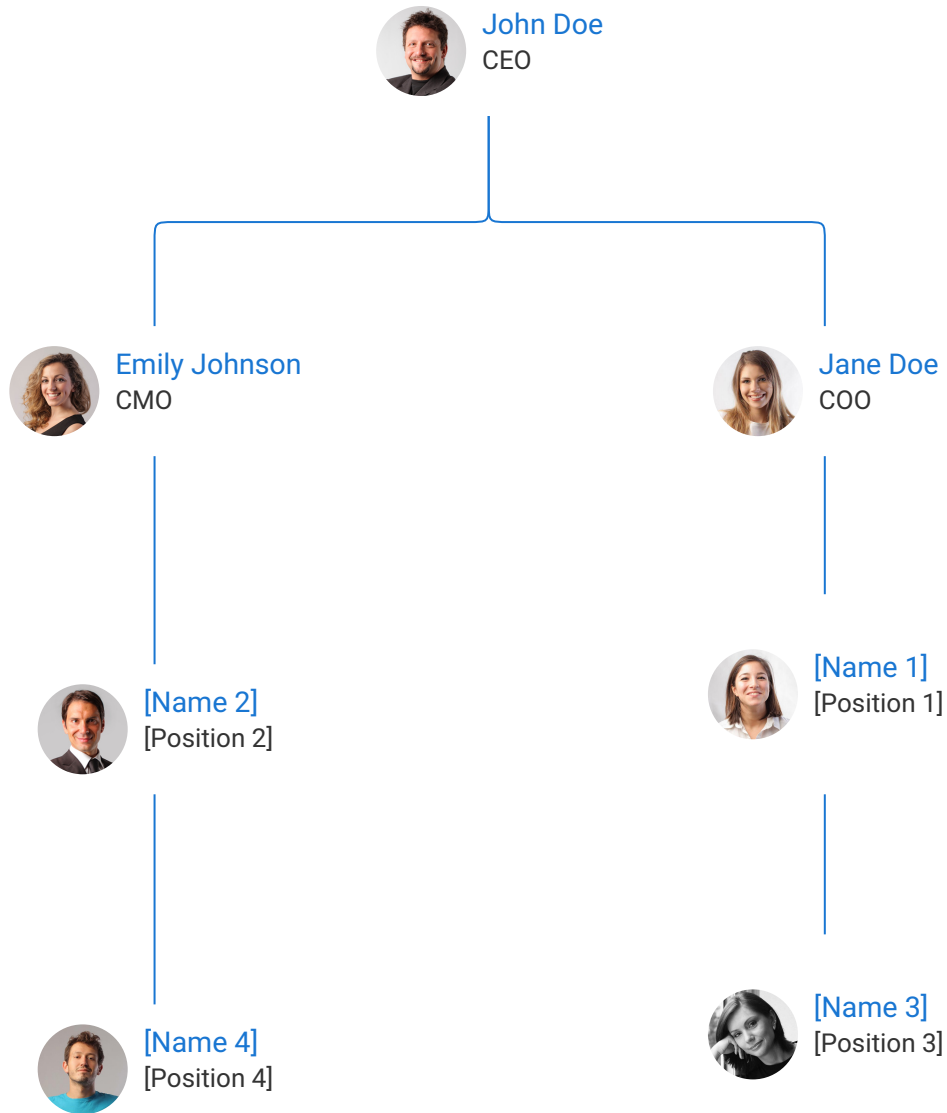 John Doe
CEO
Emily Johnson
CMO
Jane Doe
COO
[Name 1]
[Position 1]
[Name 2]
[Position 2]
[Name 3]
[Position 3]
[Name 4]
[Position 4]